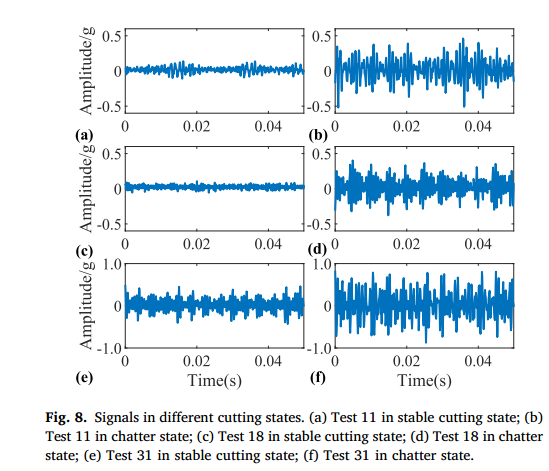 Amplitude/g
0.5
0
-0.5
0
0.02
0.04
(a)
0.5
0
-0.5
0
0.02
0.04
(b)
Amplitude/g
0.5
0
-0.5
0
0.02
0.04
(c)
0.5
0
-0.5
0
0.02
0.04
(d)
Amplitude/g
1.0
0
-1.0
0
0.02
0.04
Time(s)
(e)
1.0
0
-1.0
0
0.02
0.04
Time(s)
(f)
Fig. 8. Signals in different cutting states. (a) Test 11 in stable cutting state; (b)
Test 11 in chatter state; (c) Test 18 in stable cutting state; (d) Test 18 in chatter
state; (e) Test 31 in stable cutting state; (f) Test 31 in chatter state.